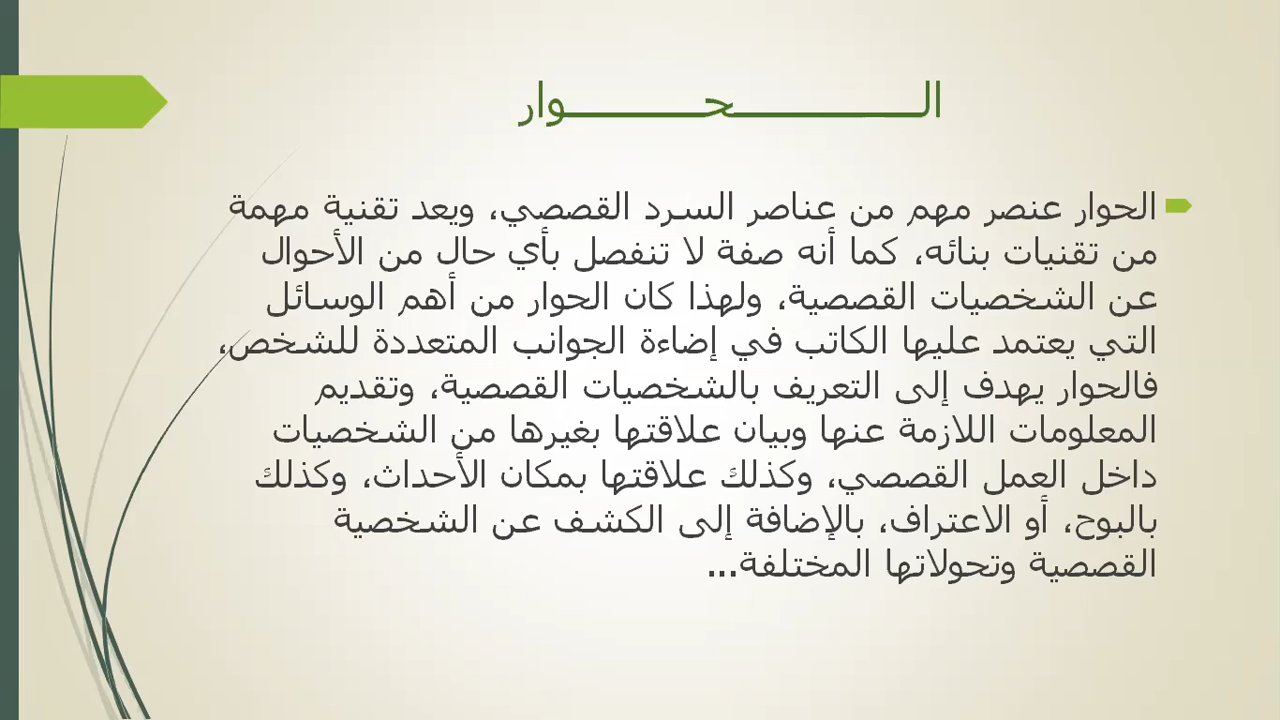 الـــــــــــــحـــــــــــوار
الحوار عنصر مهم من عناصر السرد القصصي، ويعد تقنية مهمة
من تقنيات بنائه، كما أنه صفة لا تنفصل بأي حال من الأحوال
عن الشخصيات القصصية، ولهذا كان الحوار من أهم الوسائل
التي يعتمد عليها الكاتب في إضاءة الجوانب المتعددة للشخص،
فالحوار يهدف إلى التعريف بالشخصيات القصصية، وتقديم
المعلومات اللازمة عنها وبيان علاقتها بغيرها من الشخصيات
داخل العمل القصصي، وكذلك علاقتها بمكان الأحداث، وكذلك
بالبوح، أو الاعتراف، بالإضافة إلى الكشف عن الشخصية
القصصية وتحولاتها المختلفة...